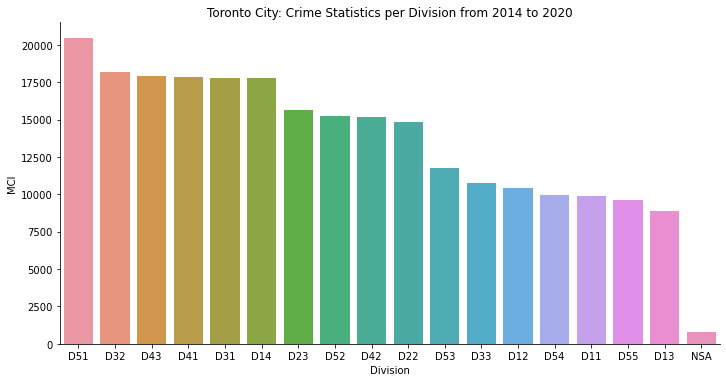 Toronto City: Crime Statistics per Division from 2014 to 2020
20000
17500
15000
12500
10000
7500
5000
2500
0
MCI
D51 D32 D43 D41 D31 D14 D23 D52 D42 D22 D53 D33 D12 D54 D11 D55 D13 NSA
Division